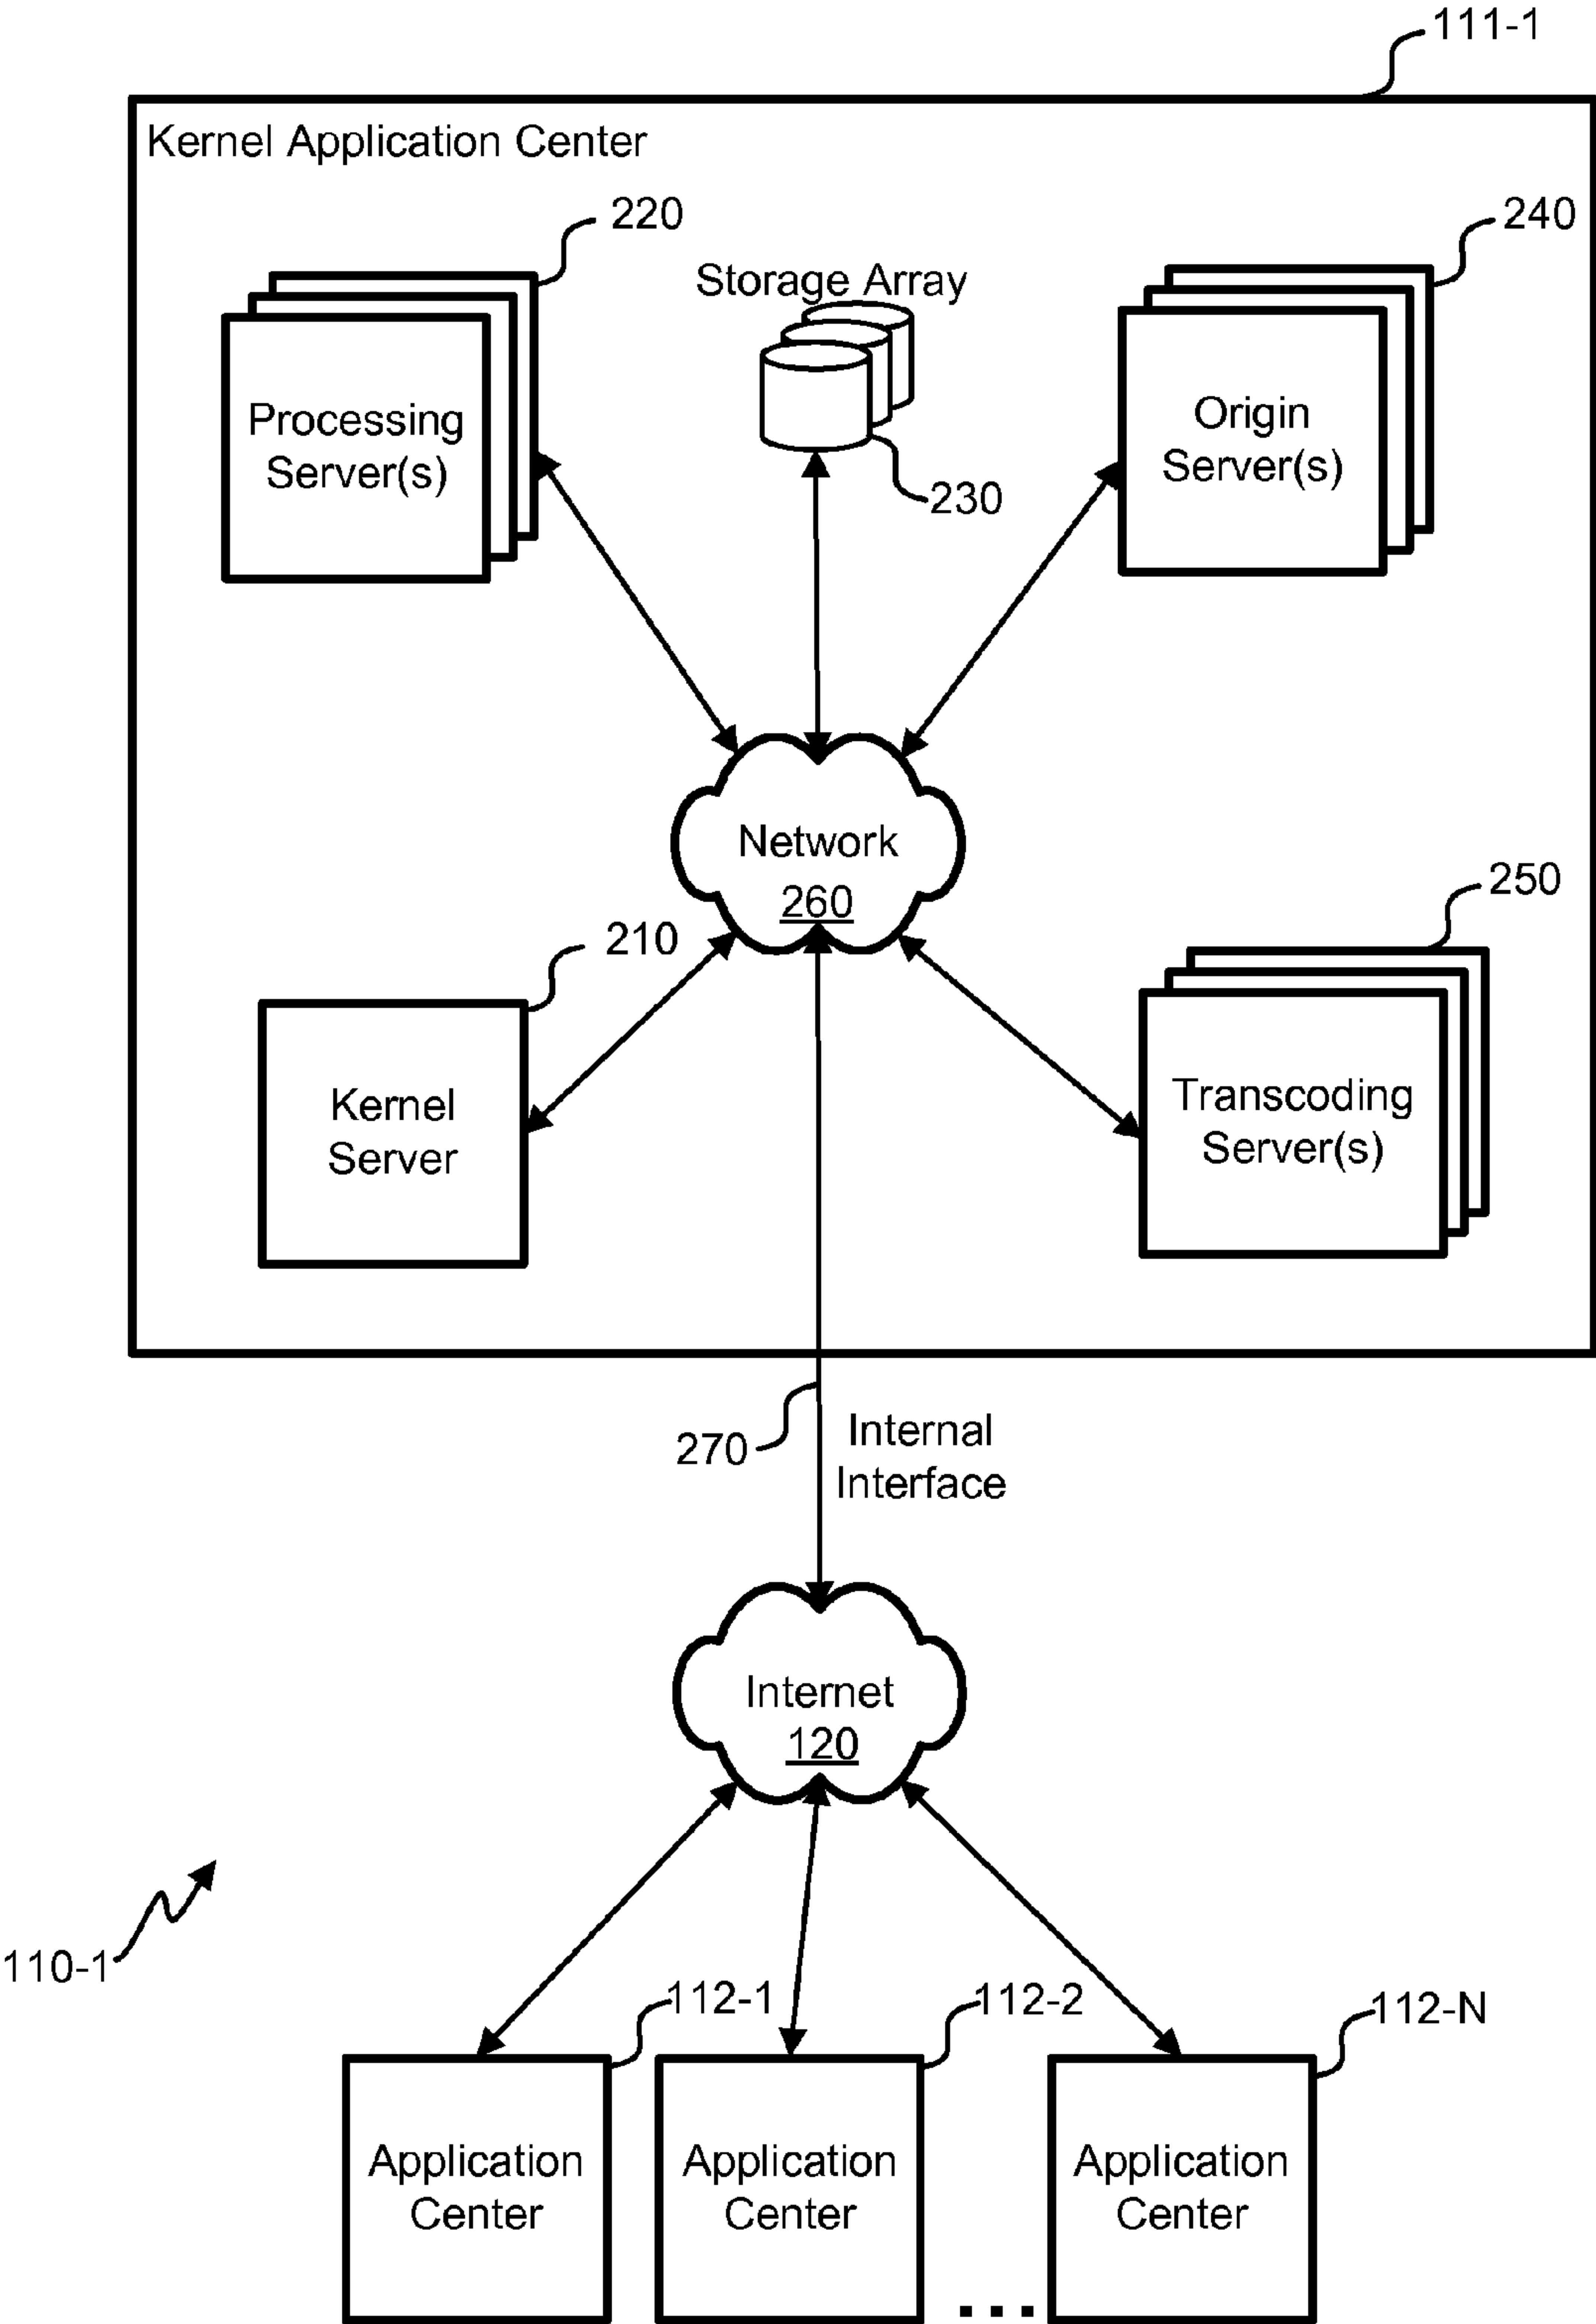 111-1
Kernel Application Center
220
240
Storage Array
Processing
Server(s)
Origin
Server(s)
230
Network
260
250
210
Kernel
Server
Transcoding
Server(s)
270
Internal
Interface
Internet
120
110-1
112-1
112-2
112-N
Application
Center
Application
Center
...
Application
Center